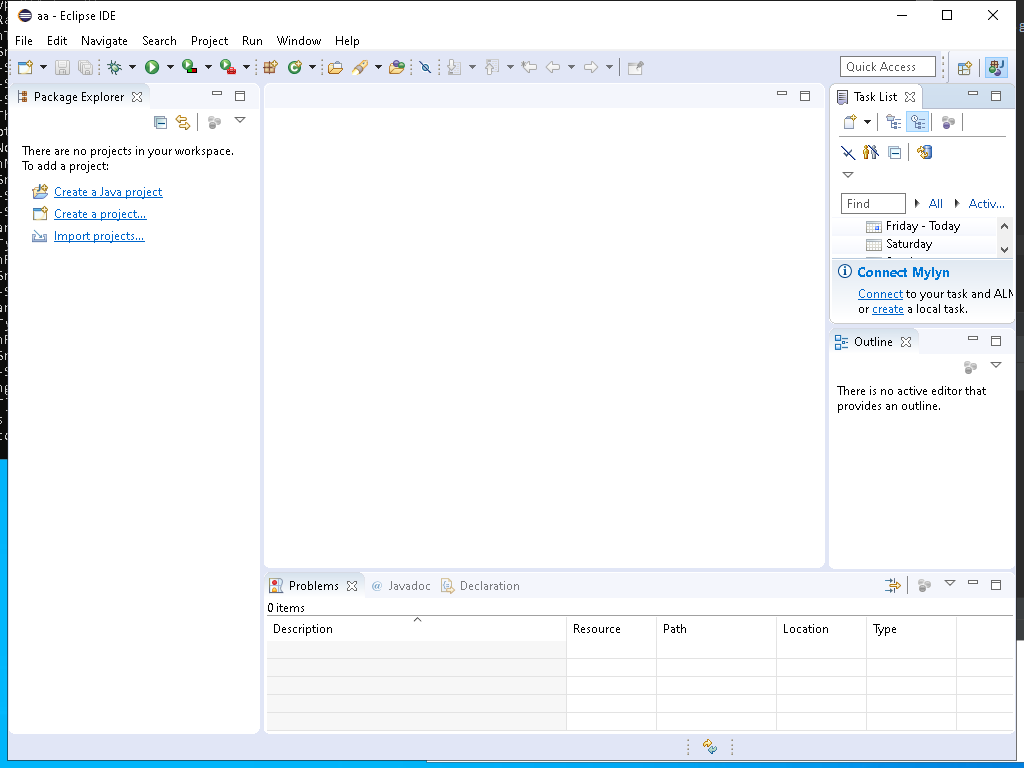 aa - Eclipse IDE
File Edit Navigate Search Project Run Window Help
Quick Access
Package Explorer
There are no projects in your workspace.
To add a project:
Create a Java project
Create a project...
Import projects...
Task List
Find All Activ...
Friday - Today
Saturday
Connect Mylyn
Connect to your task and ALM
or create a local task.
Outline
There is no active editor that
provides an outline.
Problems @ Javadoc Declaration
0 items
Description Resource Path Location Type